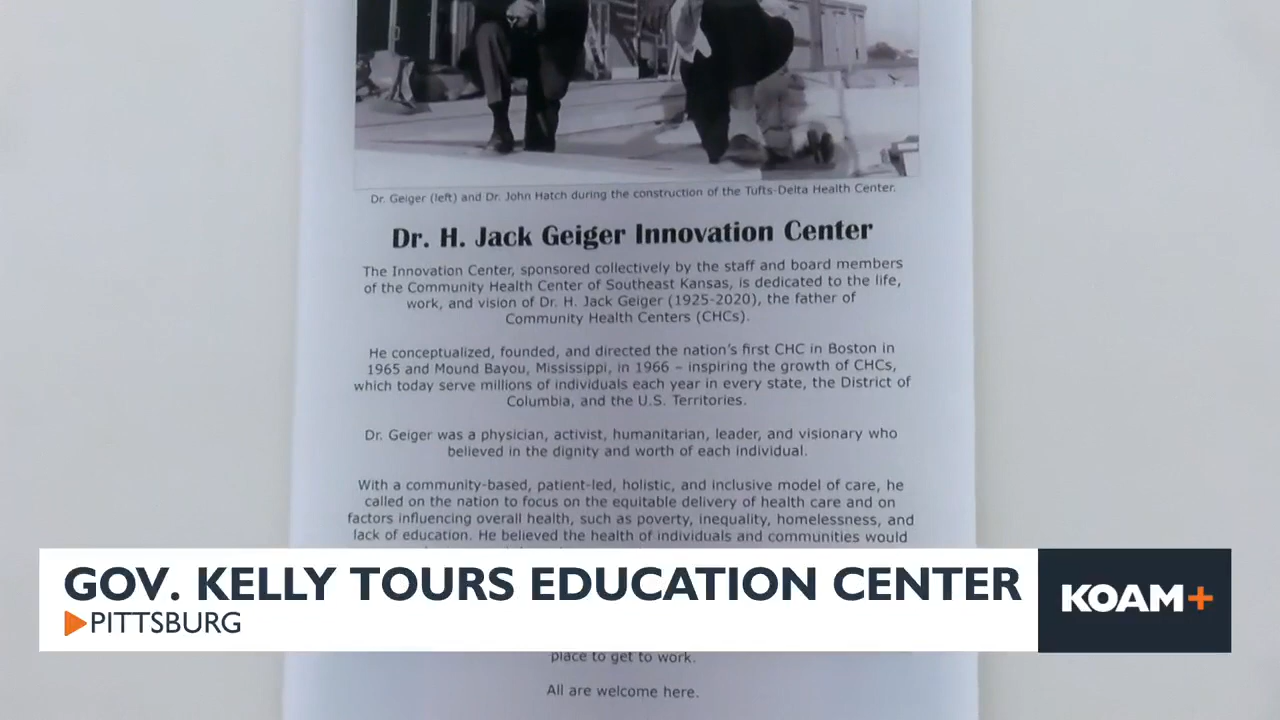 Dr. Geiger (left) and Dr. John Hatch during the construction of the Tufts-Delta Health Center.
Dr. H. Jack Geiger Innovation Center
The Innovation Center, sponsored collectively by the staff and board members
of the Community Health Center of Southeast Kansas, is dedicated to the life,
work, and vision of Dr. H. Jack Geiger (1925-2020), the father of
Community Health Centers (CHCs).
He conceptualized, founded, and directed the nation's first CHC in Boston in
1965 and Mound Bayou, Mississippi, in 1966 – inspiring the growth of CHCs,
which today serve millions of individuals each year in every state, the District of
Columbia, and the U.S. Territories.
Dr. Geiger was a physician, activist, humanitarian, leader, and visionary who
believed in the dignity and worth of each individual.
With a community-based, patient-led, holistic, and inclusive model of care, he
called on the nation to focus on the equitable delivery of health care and on
factors influencing overall health, such as poverty, inequality, homelessness, and
lack of education. He believed the health of individuals and communities would
GOV. KELLY TOURS EDUCATION CENTER
PITTSBURG
KOAM+
place to get to work.
All are welcome here.